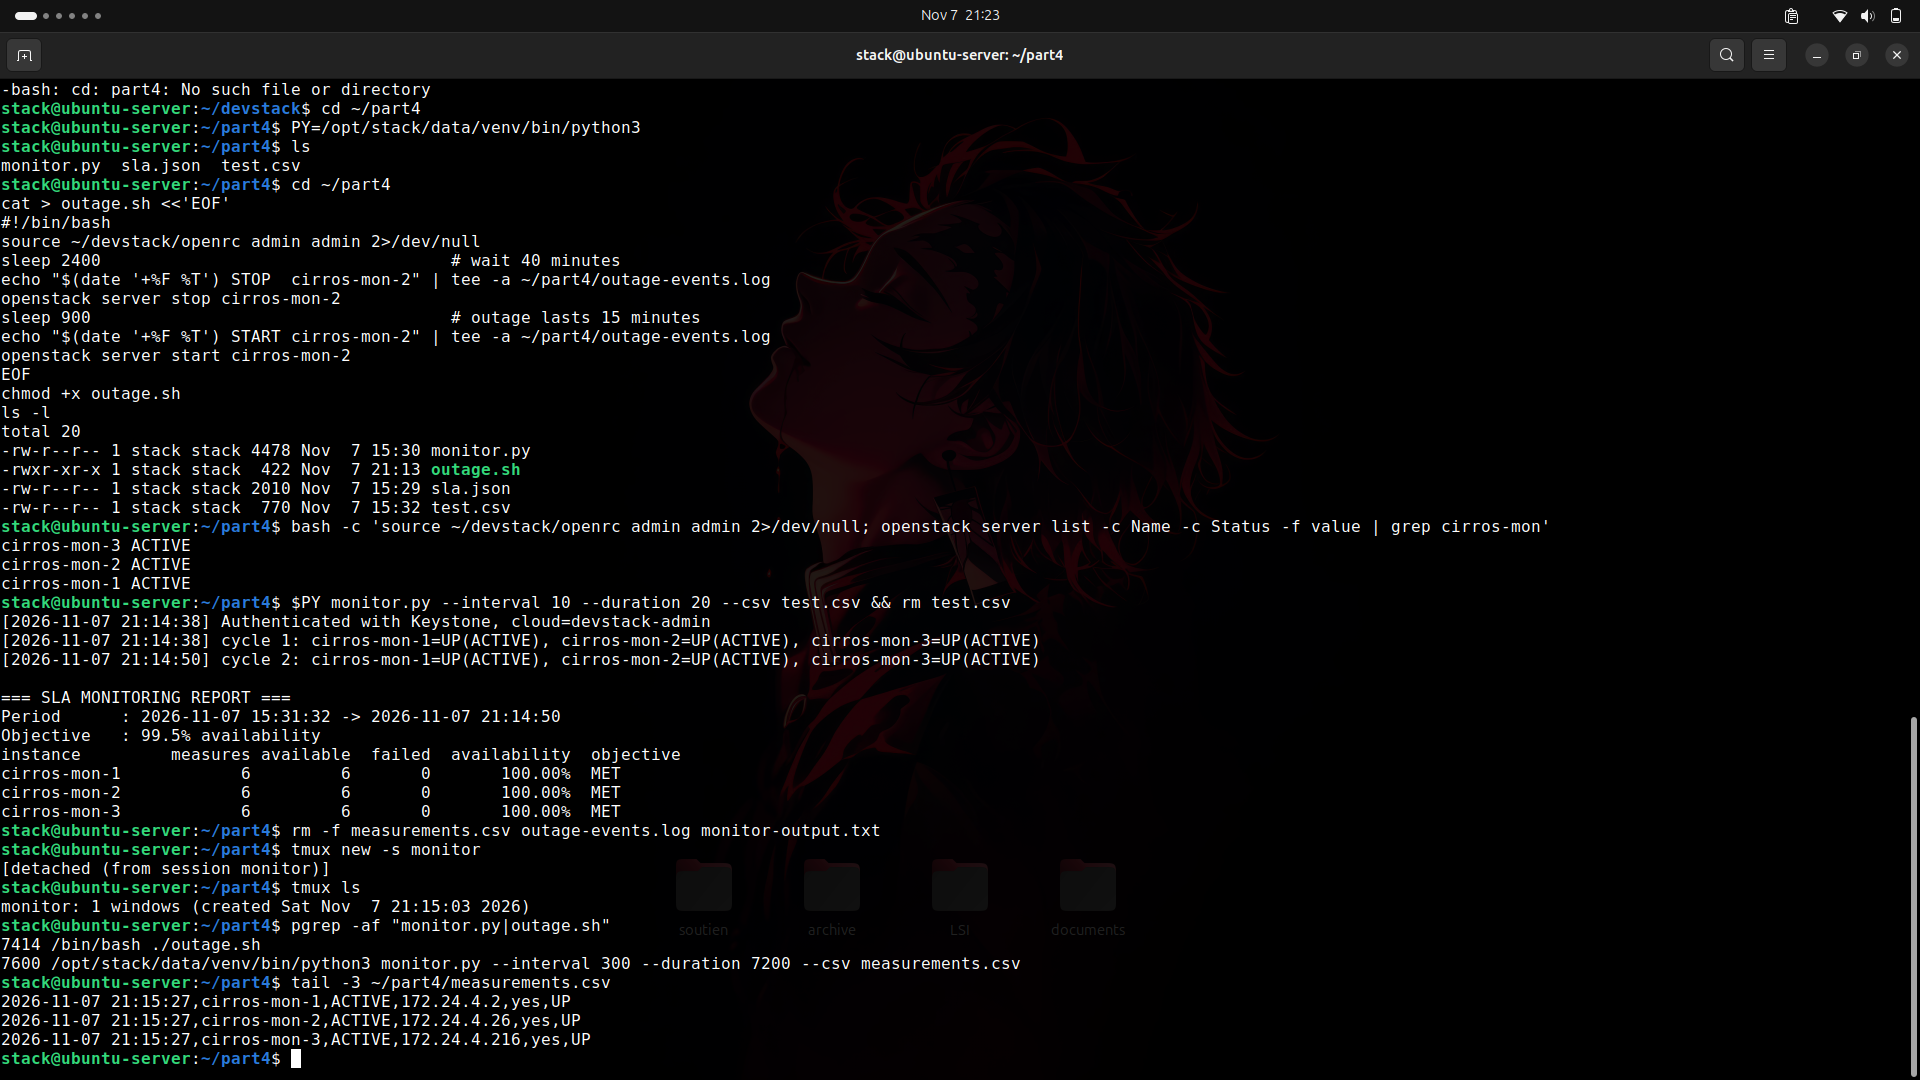 Nov 7 21:23
stack@ubuntu-server: ~/part4
-bash: cd: part4: No such file or directory
stack@ubuntu-server:~/devstack$ cd ~/part4
stack@ubuntu-server:~/part4$ PY=/opt/stack/data/venv/bin/python3
stack@ubuntu-server:~/part4$ ls
monitor.py  sla.json  test.csv
stack@ubuntu-server:~/part4$ cd ~/part4
cat > outage.sh <<'EOF'
#!/bin/bash
source ~/devstack/openrc admin admin 2>/dev/null
sleep 2400                                   # wait 40 minutes
echo "$(date '+%F %T') STOP  cirros-mon-2" | tee -a ~/part4/outage-events.log
openstack server stop cirros-mon-2
sleep 900                                    # outage lasts 15 minutes
echo "$(date '+%F %T') START cirros-mon-2" | tee -a ~/part4/outage-events.log
openstack server start cirros-mon-2
EOF
chmod +x outage.sh
ls -l
total 20
-rw-r--r-- 1 stack stack 4478 Nov  7 15:30 monitor.py
-rwxr-xr-x 1 stack stack  422 Nov  7 21:13 outage.sh
-rw-r--r-- 1 stack stack 2010 Nov  7 15:29 sla.json
-rw-r--r-- 1 stack stack  770 Nov  7 15:32 test.csv
stack@ubuntu-server:~/part4$ bash -c 'source ~/devstack/openrc admin admin 2>/dev/null; openstack server list -c Name -c Status -f value | grep cirros-mon'
cirros-mon-3 ACTIVE
cirros-mon-2 ACTIVE
cirros-mon-1 ACTIVE
stack@ubuntu-server:~/part4$ $PY monitor.py --interval 10 --duration 20 --csv test.csv && rm test.csv
[2026-11-07 21:14:38] Authenticated with Keystone, cloud=devstack-admin
[2026-11-07 21:14:38] cycle 1: cirros-mon-1=UP(ACTIVE), cirros-mon-2=UP(ACTIVE), cirros-mon-3=UP(ACTIVE)
[2026-11-07 21:14:50] cycle 2: cirros-mon-1=UP(ACTIVE), cirros-mon-2=UP(ACTIVE), cirros-mon-3=UP(ACTIVE)
=== SLA MONITORING REPORT ===
Period      : 2026-11-07 15:31:32 -> 2026-11-07 21:14:50
Objective   : 99.5% availability
instance         measures available  failed  availability  objective
cirros-mon-1            6         6       0       100.00%  MET
cirros-mon-2            6         6       0       100.00%  MET
cirros-mon-3            6         6       0       100.00%  MET
stack@ubuntu-server:~/part4$ rm -f measurements.csv outage-events.log monitor-output.txt
stack@ubuntu-server:~/part4$ tmux new -s monitor
[detached (from session monitor)]
stack@ubuntu-server:~/part4$ tmux ls
monitor: 1 windows (created Sat Nov  7 21:15:03 2026)
stack@ubuntu-server:~/part4$ pgrep -af "monitor.py|outage.sh"
7414 /bin/bash ./outage.sh
7600 /opt/stack/data/venv/bin/python3 monitor.py --interval 300 --duration 7200 --csv measurements.csv
stack@ubuntu-server:~/part4$ tail -3 ~/part4/measurements.csv
2026-11-07 21:15:27,cirros-mon-1,ACTIVE,172.24.4.2,yes,UP
2026-11-07 21:15:27,cirros-mon-2,ACTIVE,172.24.4.26,yes,UP
2026-11-07 21:15:27,cirros-mon-3,ACTIVE,172.24.4.216,yes,UP
stack@ubuntu-server:~/part4$
soutien archive LSI documents